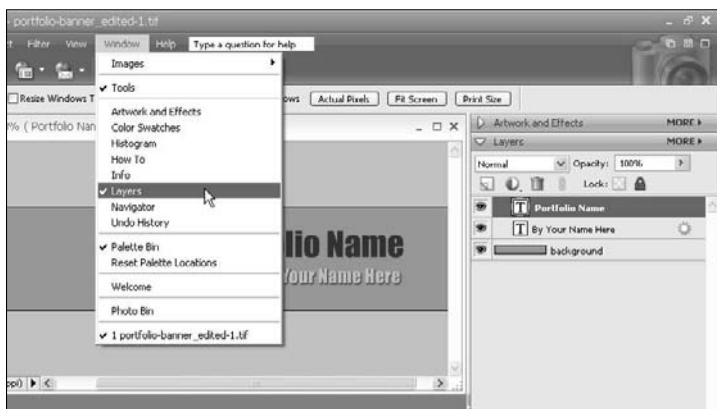 - portfolo-banner_edited-1.tif
Filter View Window Help Type a question for help
Images
Tools
Resize Windows T
ows Actual Pixels Fit Screen Print Size
Artwork and Effects
Color Swatches
Histogram
How To
Info
Layers
Navigator
Undo History
Palette Bin
Reset Palette Locations
Welcome
Photo Bin
1 portfolio-banner_edited-1.tif
% ( Portfolio Nan
lio Name
Your Name Here
Artwork and Effects MORE
Layers MORE
Normal Opacity: 100%
Lock:
T Portfolio Name
T By Your Name Here
background